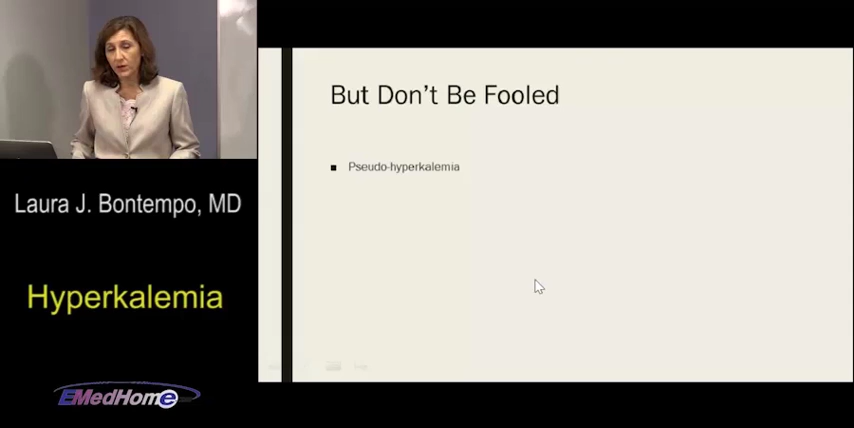 But Don't Be Fooled
Pseudo-hyperkalemia
Laura J. Bontempo, MD
Hyperkalemia
EMedHome